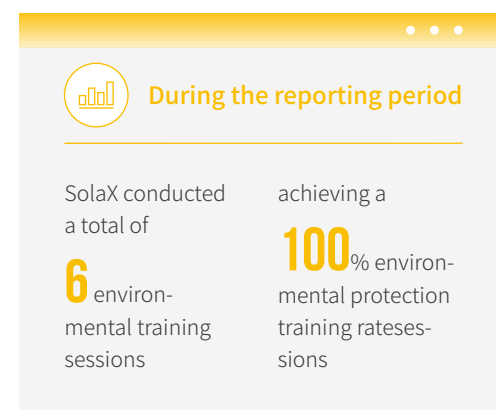 During the reporting period
SolaX conducted
a total of
6 environ-
mental training
sessions
achieving a
100% environ-
mental protection
training rateses-
sions